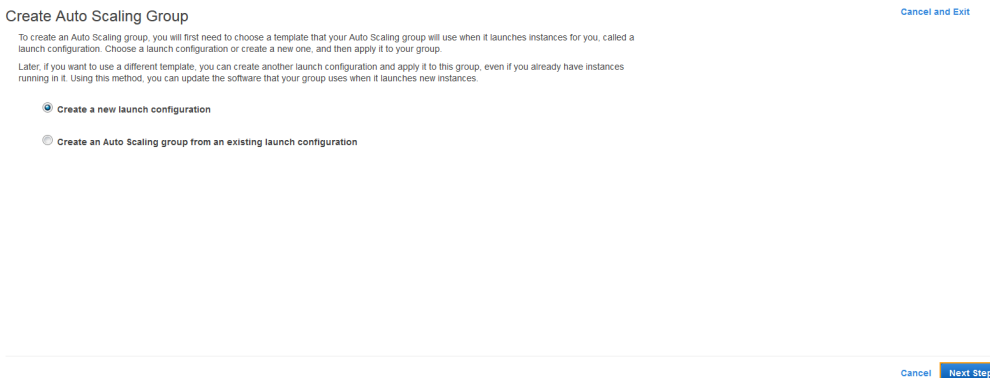 Create Auto Scaling Group
Cancel and Exit
To create an Auto Scaling group, you will first need to choose a template that your Auto Scaling group will use when it launches instances for you, called a
launch configuration. Choose a launch configuration or create a new one, and then apply it to your group.
Later, if you want to use a different template, you can create another launch configuration and apply it to this group, even if you already have instances
running in it. Using this method, you can update the software that your group uses when it launches new instances.
Create a new launch configuration
Create an Auto Scaling group from an existing launch configuration
Cancel
Next Step